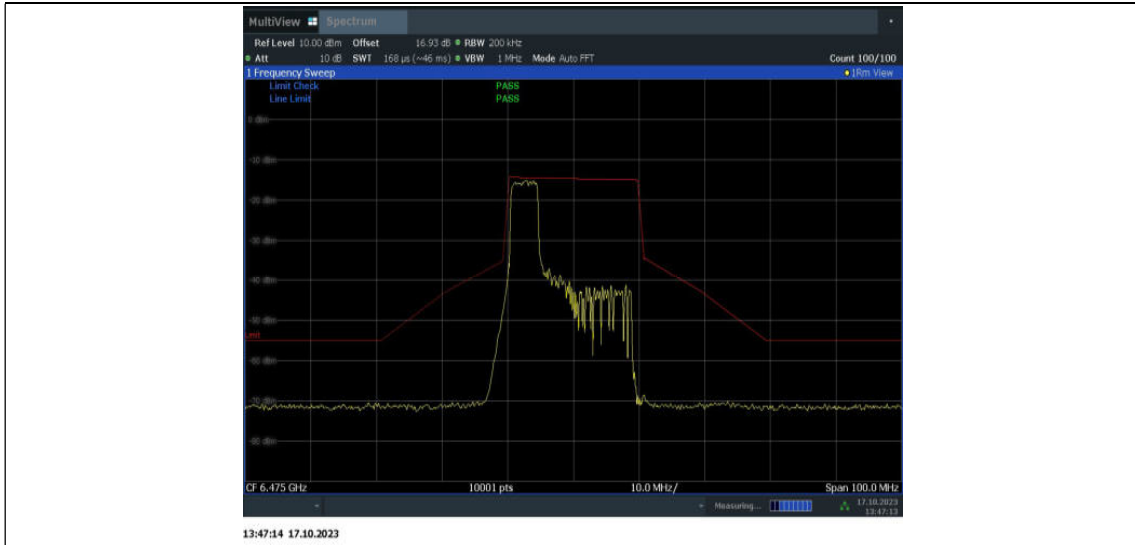 MultiView Spectrum
Ref Level 10.00 dBm Offset 16.93 dB RBW 200 kHz
Att 10 dB SWT 168 µs (~46 ms) VBW 1 MHz Mode Auto FFT Count 100/100
1 Frequency Sweep 1Rm View
Limit Check PASS
Line Limit PASS
0 dBm
-10 dBm
-20 dBm
-30 dBm
-40 dBm
-50 dBm
-60 dBm
-70 dBm
-80 dBm
CF 6.475 GHz 10001 pts 10.0 MHz/ Span 100.0 MHz
Measuring... 17.10.2023
13:47:13
13:47:14 17.10.2023